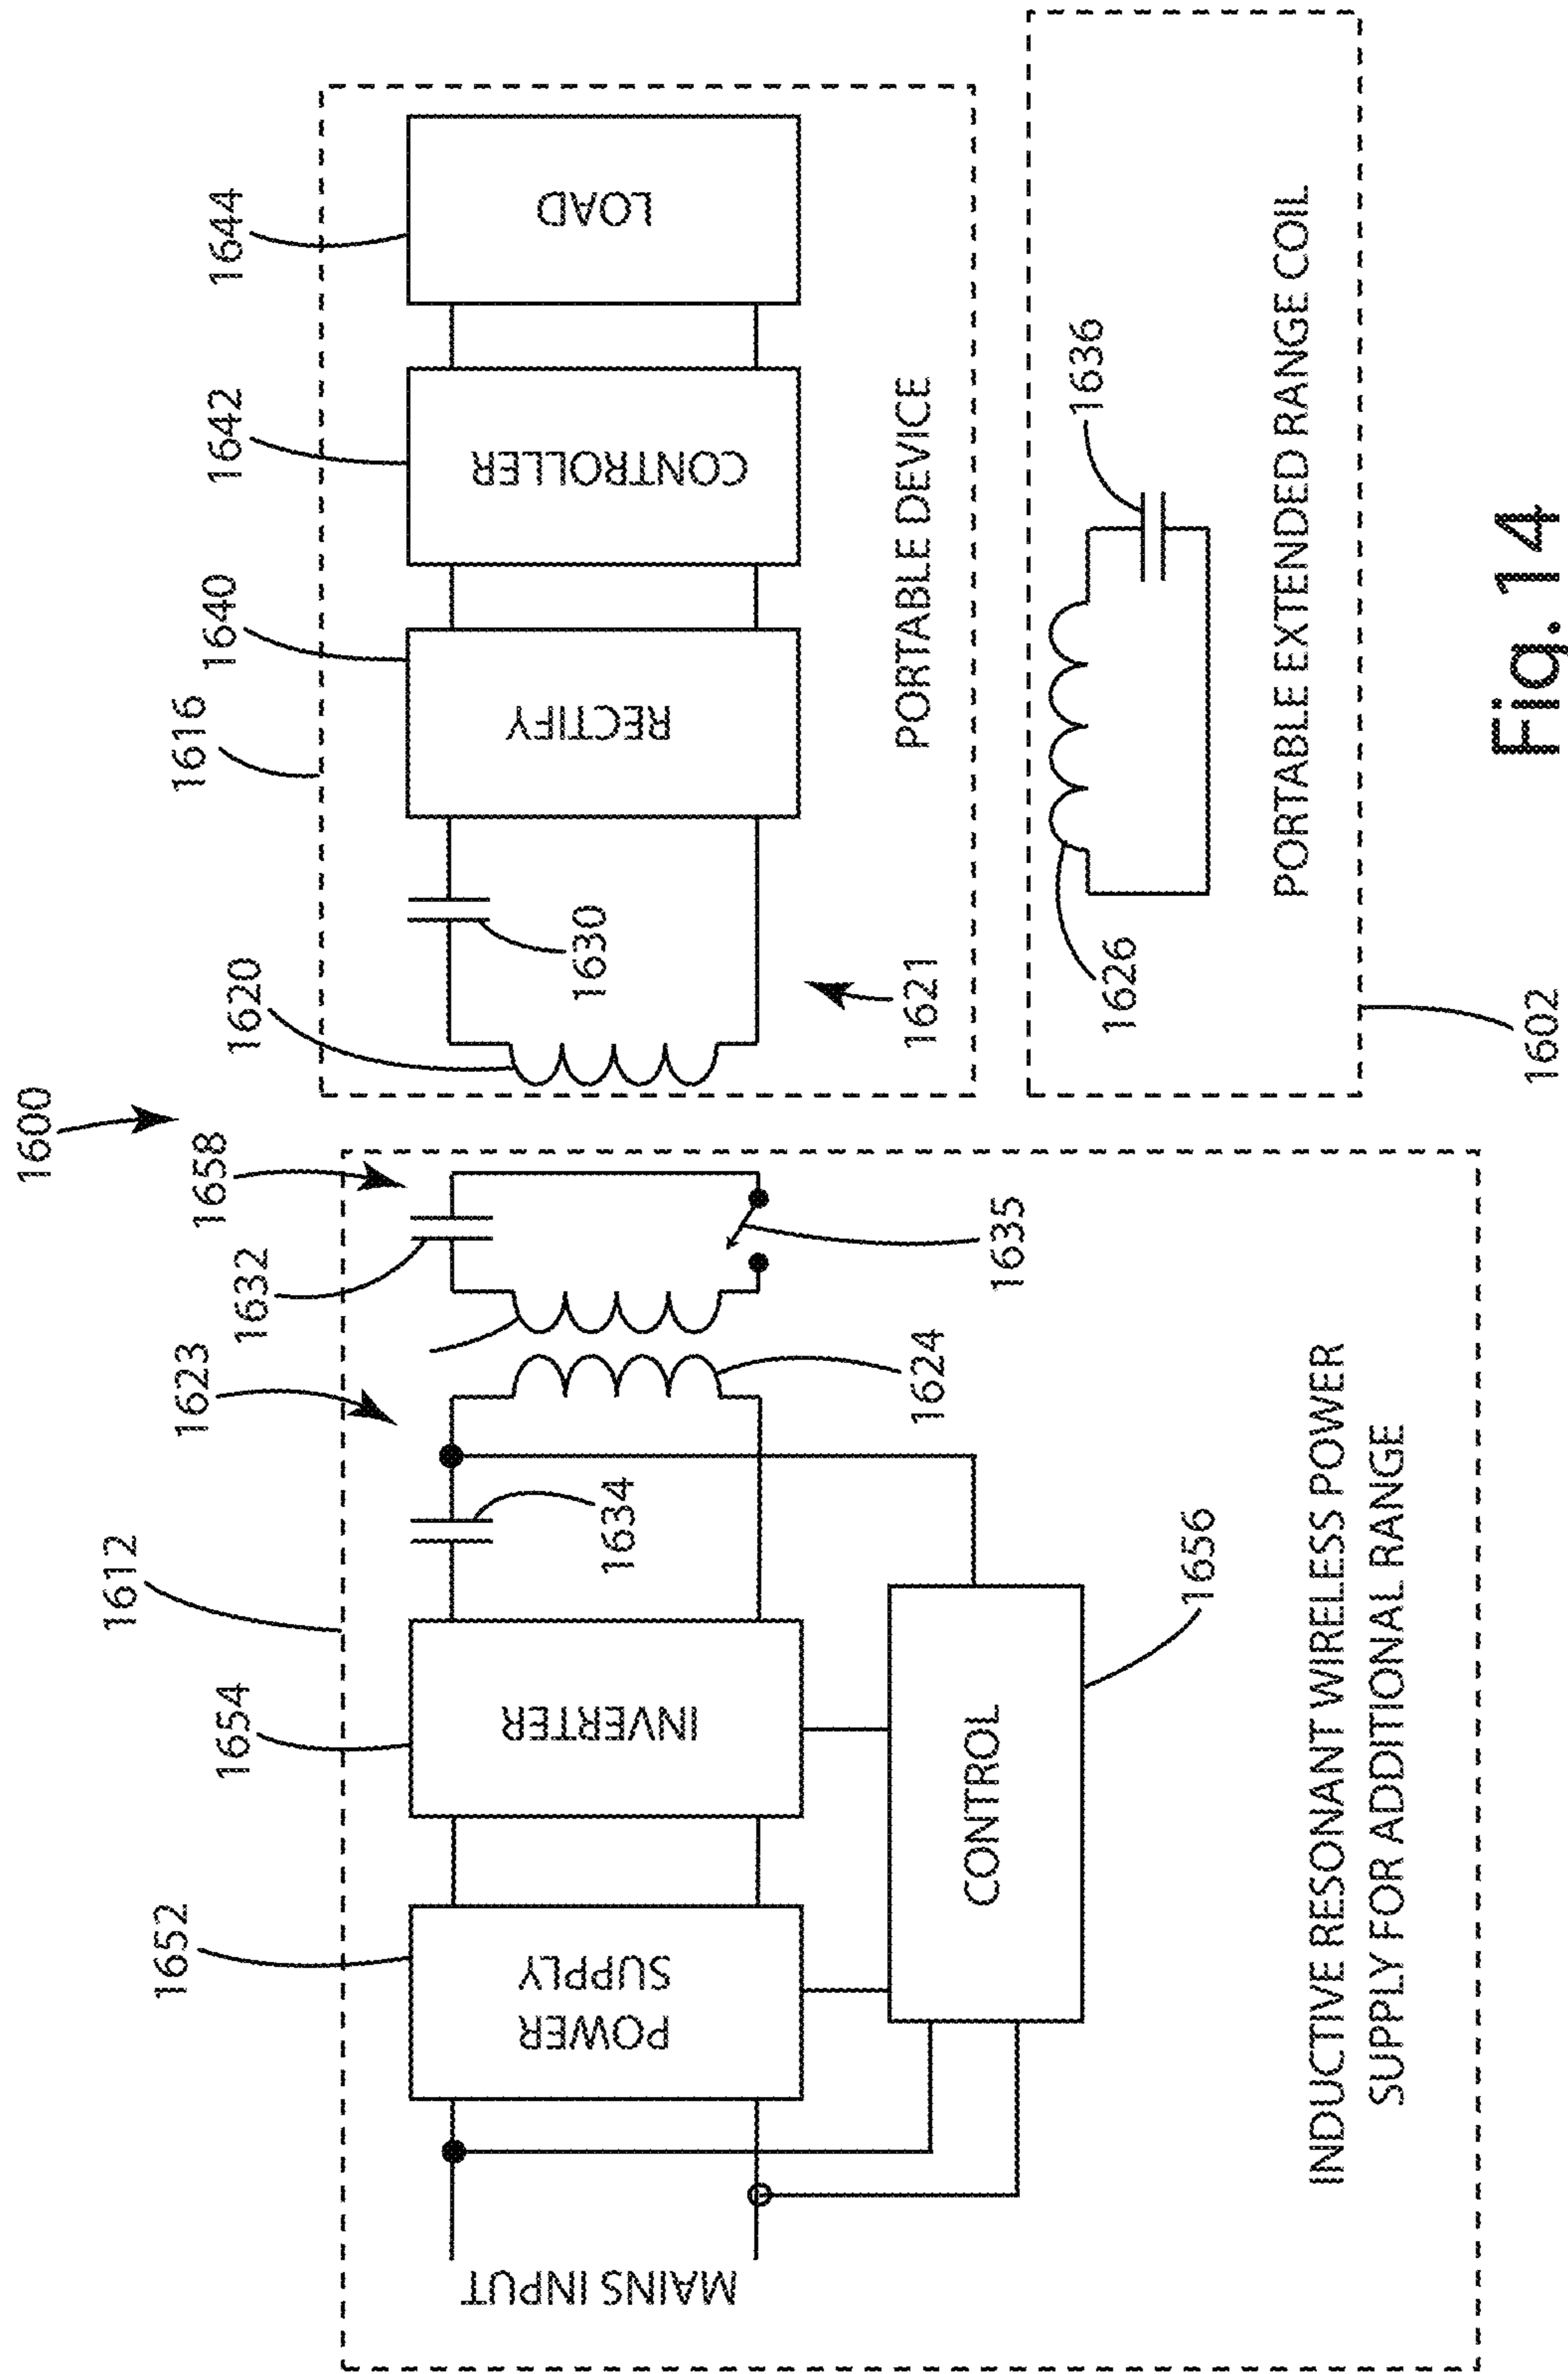 1600
1612
1652
1654
1623
1632
1658
1634
1624
1635
1656
MAINS INPUT
POWER
SUPPLY
INVERTER
CONTROL
INDUCTIVE RESONANT WIRELESS POWER
SUPPLY FOR ADDITIONAL RANGE
1616
1620
1640
1642
1644
1630
1621
RECTIFY
CONTROLLER
LOAD
PORTABLE DEVICE
1626
1636
PORTABLE EXTENDED RANGE COIL
1602
Fig. 14